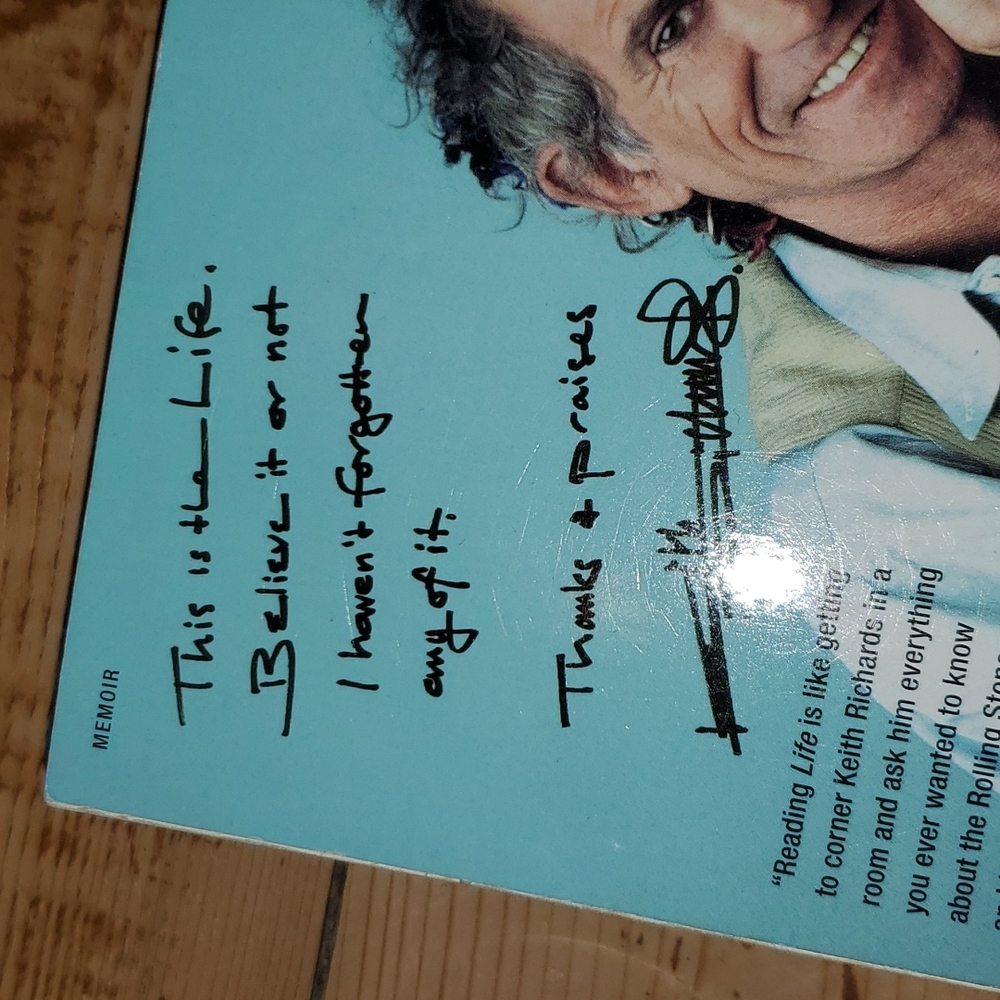 MEMOIR
This is the Life.
Believe it or not
I haven't forgotten
any of it.
Thanks + praises
“Reading Life is like getting
to corner Keith Richards in a
room and ask him everything
you ever wanted to know
about the Rolling